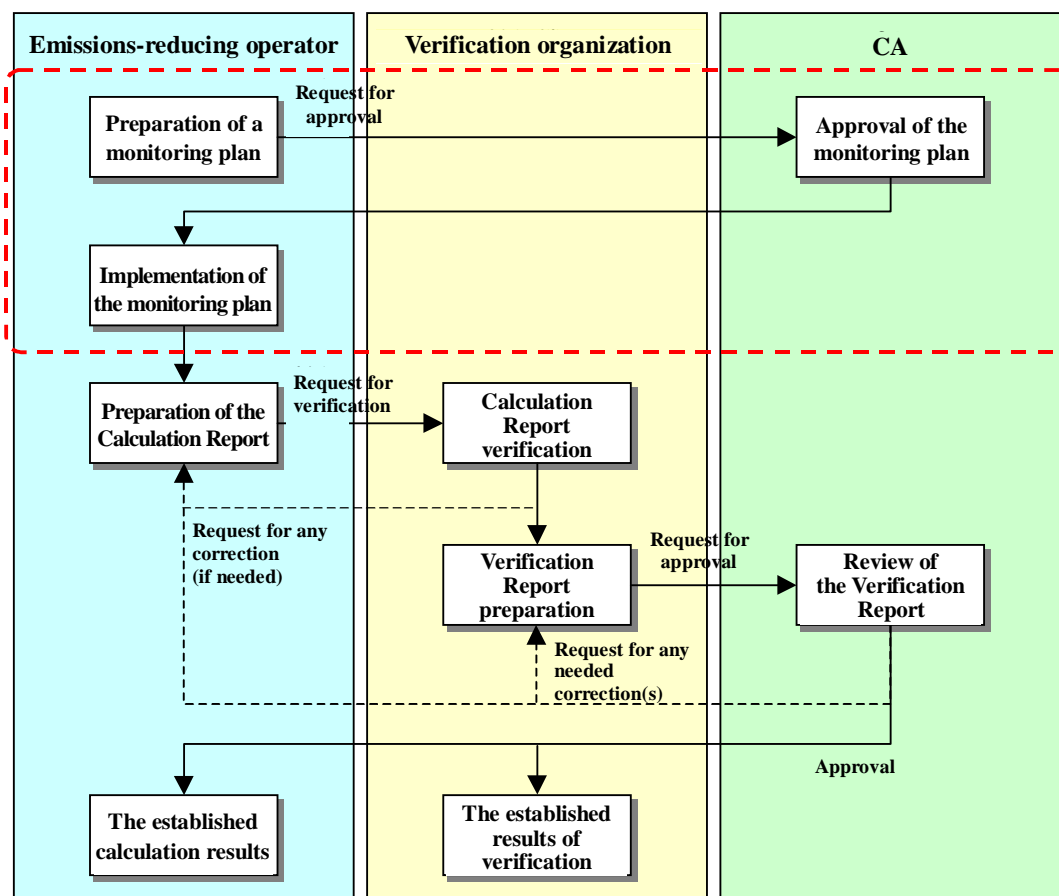 Emissions-reducing operator
Verification organization
CA
Request for
approval
Preparation of a
monitoring plan
Approval of the
monitoring plan
Implementation of
the monitoring plan
Request for
verification
Preparation of the
Calculation Report
Calculation
Report
verification
Request for any
correction
(if needed)
Verification
Report
preparation
Request for
approval
Review of
the Verification
Report
Request for any
needed
correction(s)
Approval
The established
calculation results
The established
results of
verification